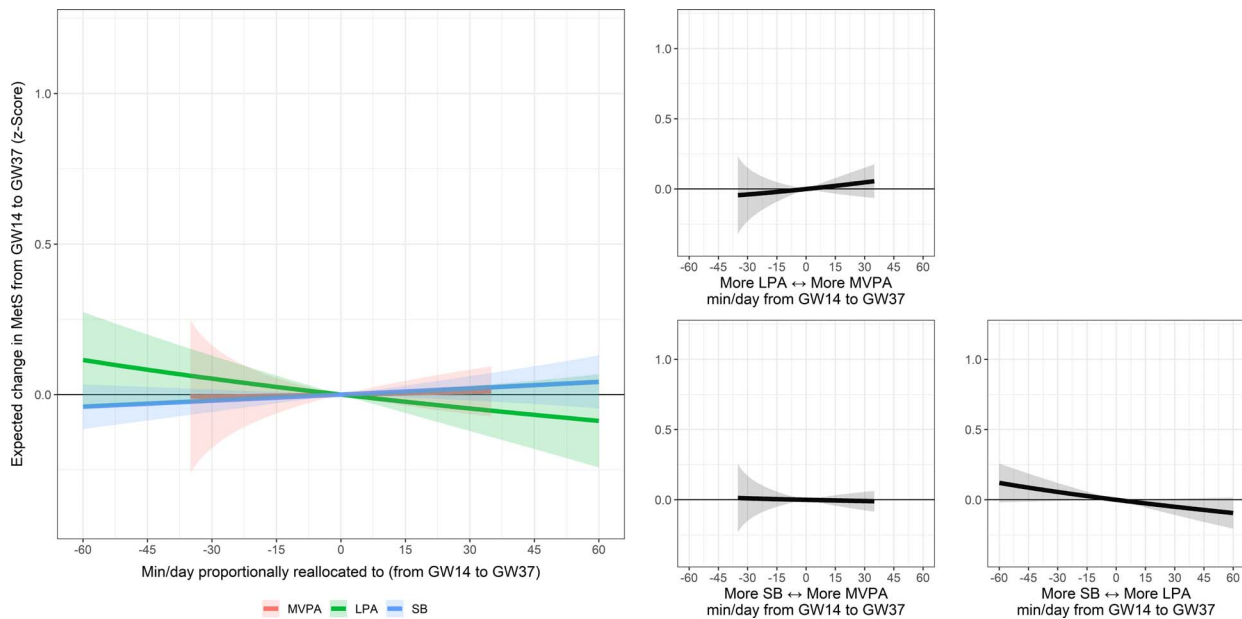 Expected change in MetS from GW14 to GW37 (z-Score)
1.0
0.5
0.0
-60 -45 -30 -15 0 15 30 45 60
Min/day proportionally reallocated to (from GW14 to GW37)
MVPA LPA SB
1.0
0.5
0.0
-60 -45 -30 -15 0 15 30 45 60
More LPA ↔ More MVPA
min/day from GW14 to GW37
1.0
0.5
0.0
-60 -45 -30 -15 0 15 30 45 60
More SB ↔ More MVPA
min/day from GW14 to GW37
1.0
0.5
0.0
-60 -45 -30 -15 0 15 30 45 60
More SB ↔ More LPA
min/day from GW14 to GW37